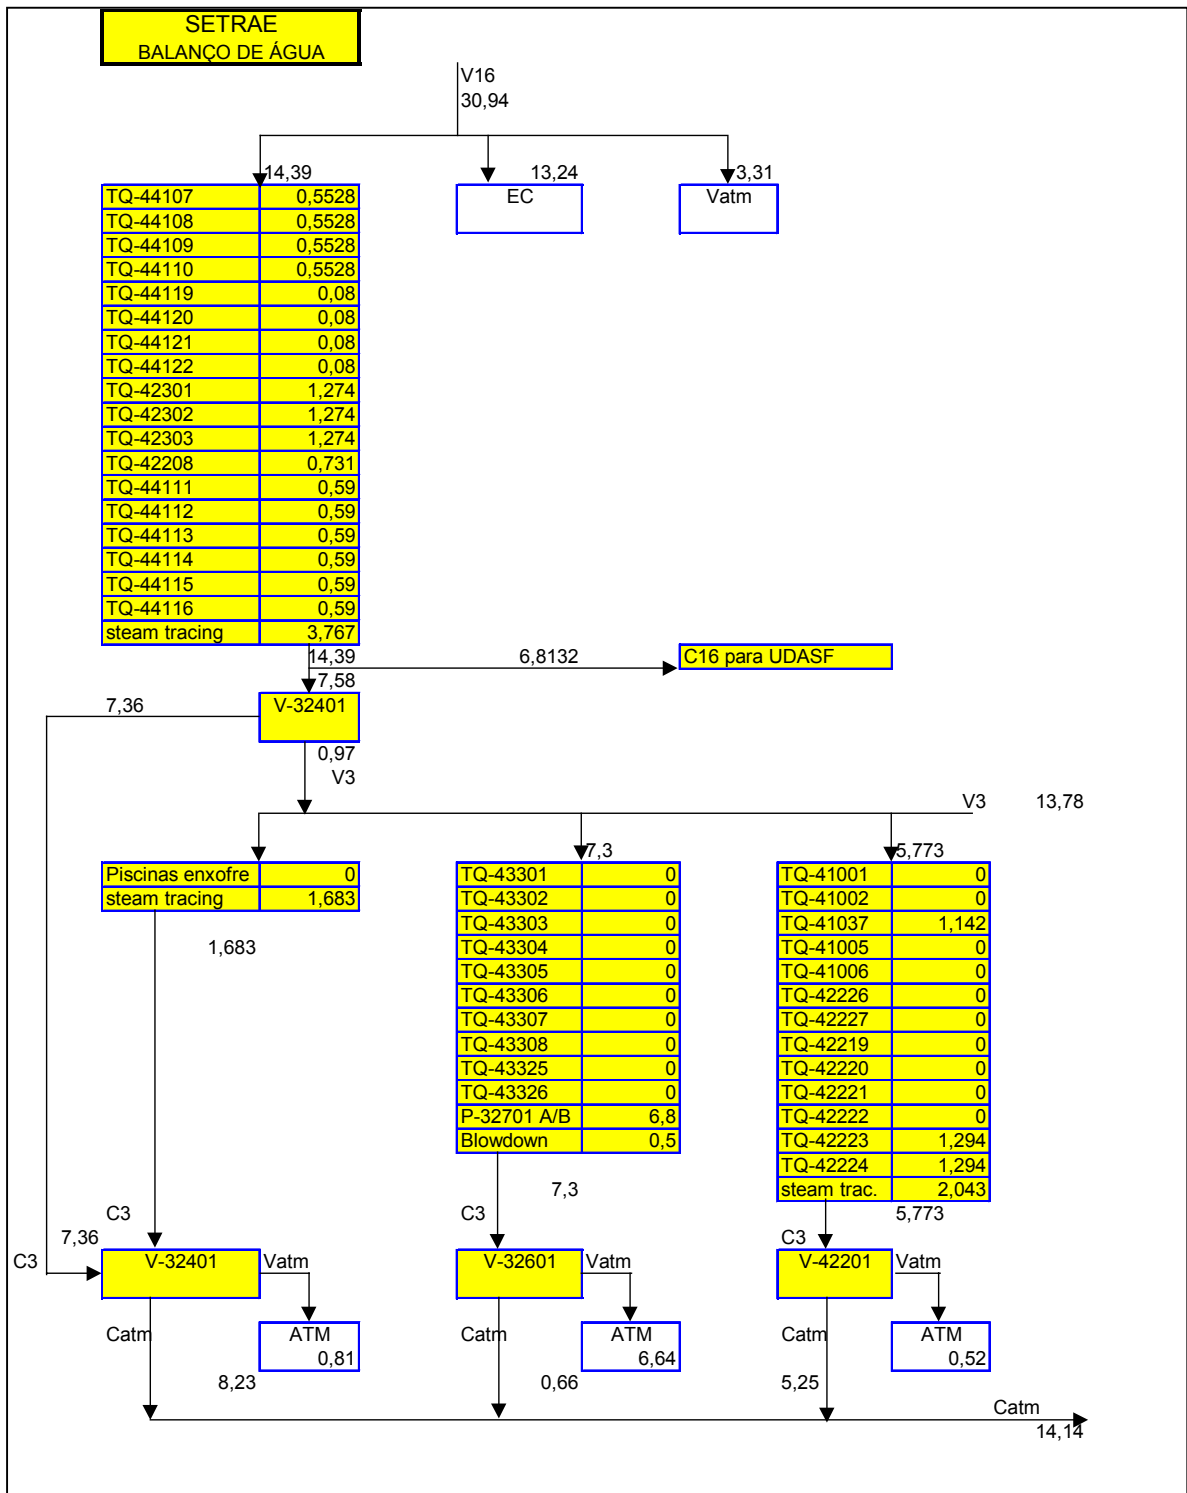 SETRAE
BALANÇO DE ÁGUA
V16
30,94
14,39
13,24
3,31
EC
Vatm
TQ-44107 0,5528
TQ-44108 0,5528
TQ-44109 0,5528
TQ-44110 0,5528
TQ-44119 0,08
TQ-44120 0,08
TQ-44121 0,08
TQ-44122 0,08
TQ-42301 1,274
TQ-42302 1,274
TQ-42303 1,274
TQ-42208 0,731
TQ-44111 0,59
TQ-44112 0,59
TQ-44113 0,59
TQ-44114 0,59
TQ-44115 0,59
TQ-44116 0,59
steam tracing 3,767
14,39
6,8132
C16 para UDASF
7,58
7,36
V-32401
0,97
V3
V3 13,78
7,3
5,773
Piscinas enxofre 0
steam tracing 1,683
1,683
TQ-43301 0
TQ-43302 0
TQ-43303 0
TQ-43304 0
TQ-43305 0
TQ-43306 0
TQ-43307 0
TQ-43308 0
TQ-43325 0
TQ-43326 0
P-32701 A/B 6,8
Blowdown 0,5
7,3
TQ-41001 0
TQ-41002 0
TQ-41037 1,142
TQ-41005 0
TQ-41006 0
TQ-42226 0
TQ-42227 0
TQ-42219 0
TQ-42220 0
TQ-42221 0
TQ-42222 0
TQ-42223 1,294
TQ-42224 1,294
steam trac. 2,043
5,773
C3
C3
C3
7,36
C3
V-32401
Vatm
V-32601
Vatm
V-42201
Vatm
Catm
ATM
0,81
Catm
ATM
6,64
Catm
ATM
0,52
8,23
0,66
5,25
Catm
14,14